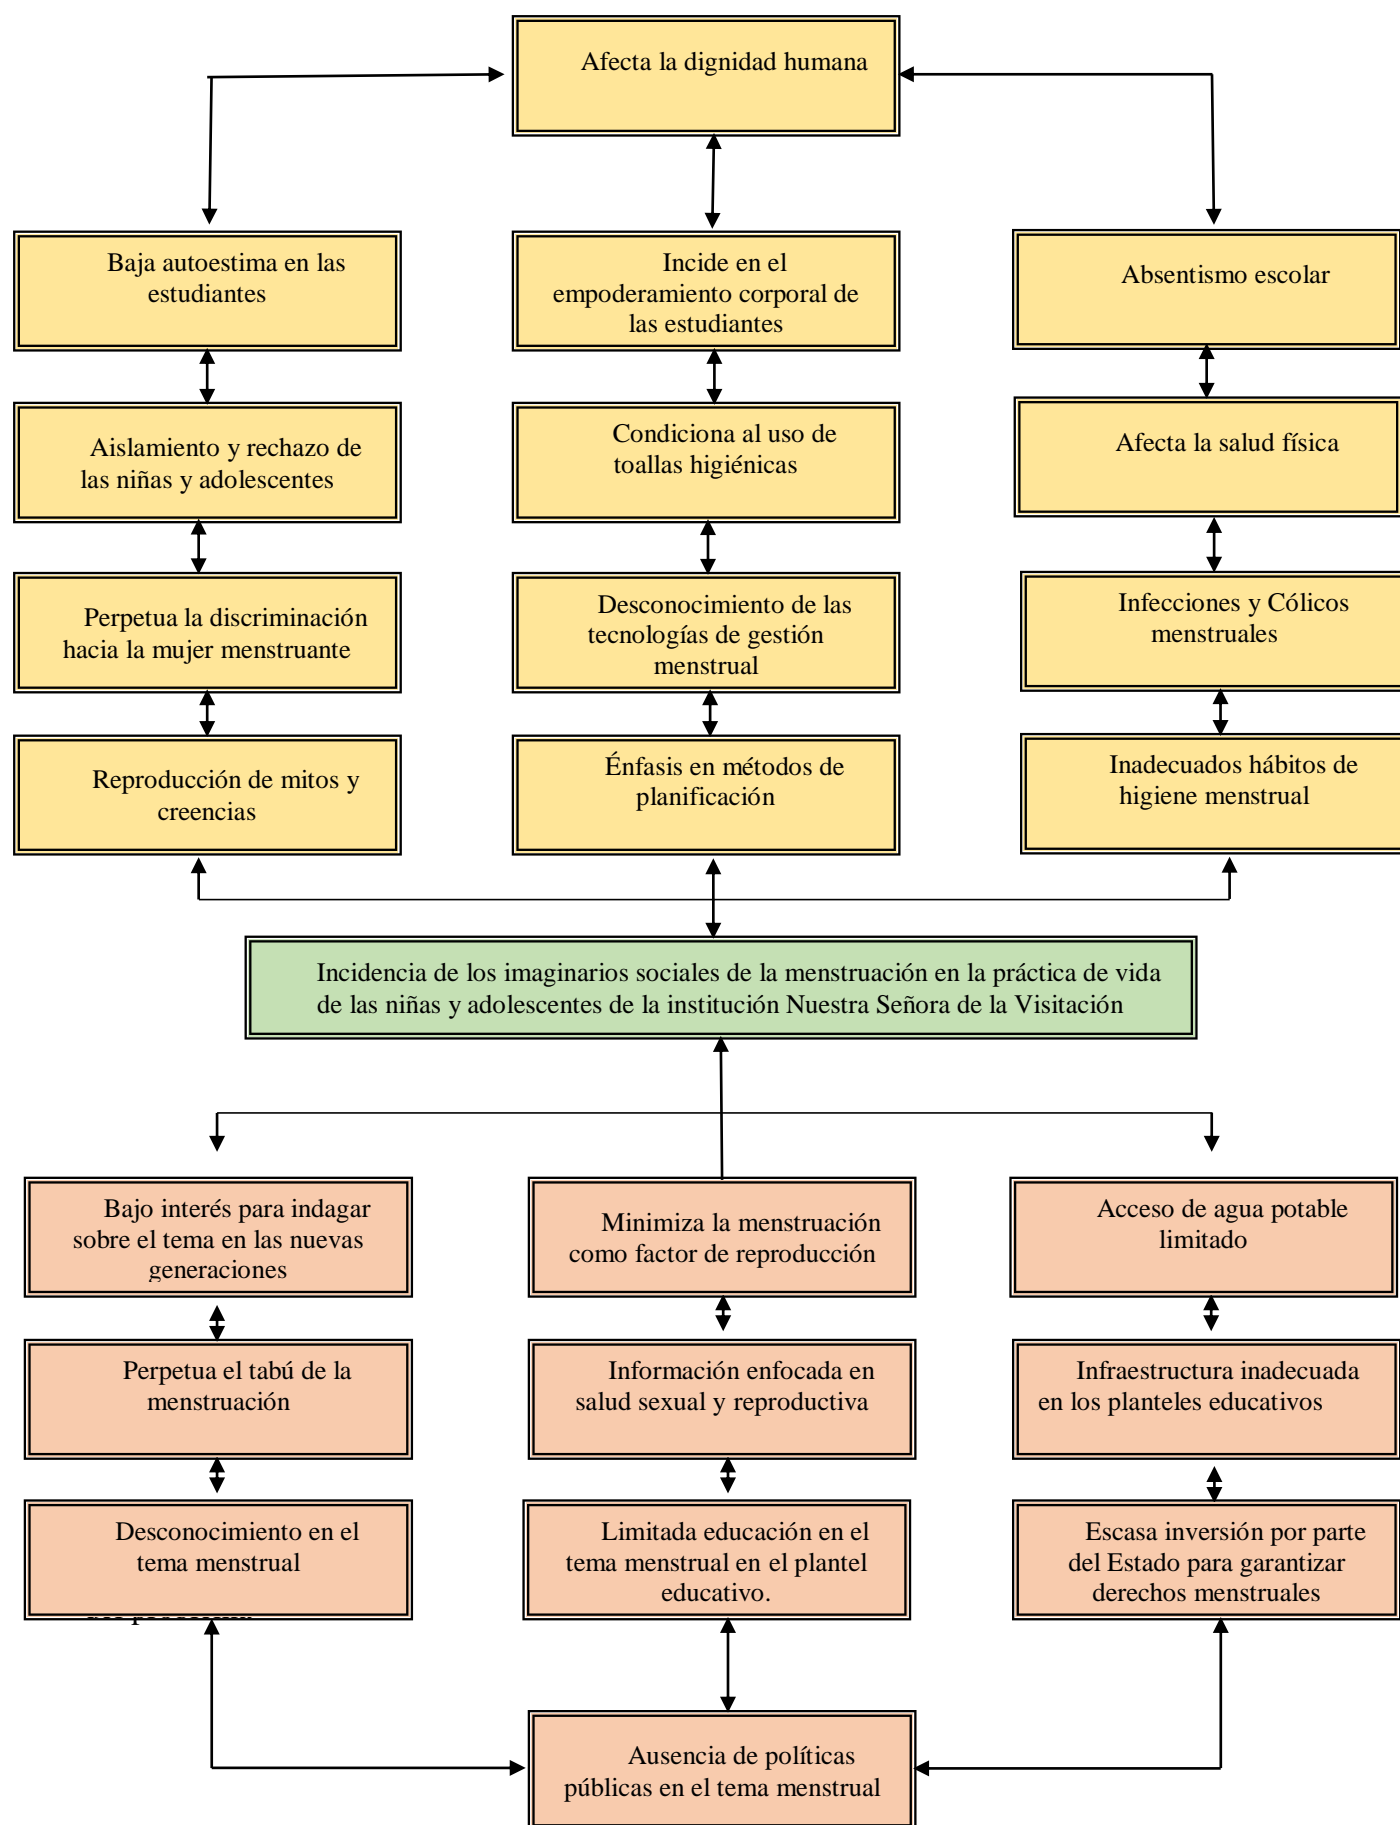 Afecta la dignidad humana
Baja autoestima en las
estudiantes
Incide en el
empoderamiento corporal de
las estudiantes
Absentismo escolar
Aislamiento y rechazo de
las niñas y adolescentes
Condiciona al uso de
toallas higiénicas
Afecta la salud física
Perpetua la discriminación
hacia la mujer menstruante
Desconocimiento de las
tecnologías de gestión
menstrual
Infecciones y Cólicos
menstruales
Reproducción de mitos y
creencias
Énfasis en métodos de
planificación
Inadecuados hábitos de
higiene menstrual
Incidencia de los imaginarios sociales de la menstruación en la práctica de vida
de las niñas y adolescentes de la institución Nuestra Señora de la Visitación
Bajo interés para indagar
sobre el tema en las nuevas
generaciones
Minimiza la menstruación
como factor de reproducción
Acceso de agua potable
limitado
Perpetua el tabú de la
menstruación
Información enfocada en
salud sexual y reproductiva
Infraestructura inadecuada
en los planteles educativos
Desconocimiento en el
tema menstrual
Limitada educación en el
tema menstrual en el plantel
educativo.
Escasa inversión por parte
del Estado para garantizar
derechos menstruales
Ausencia de políticas
públicas en el tema menstrual